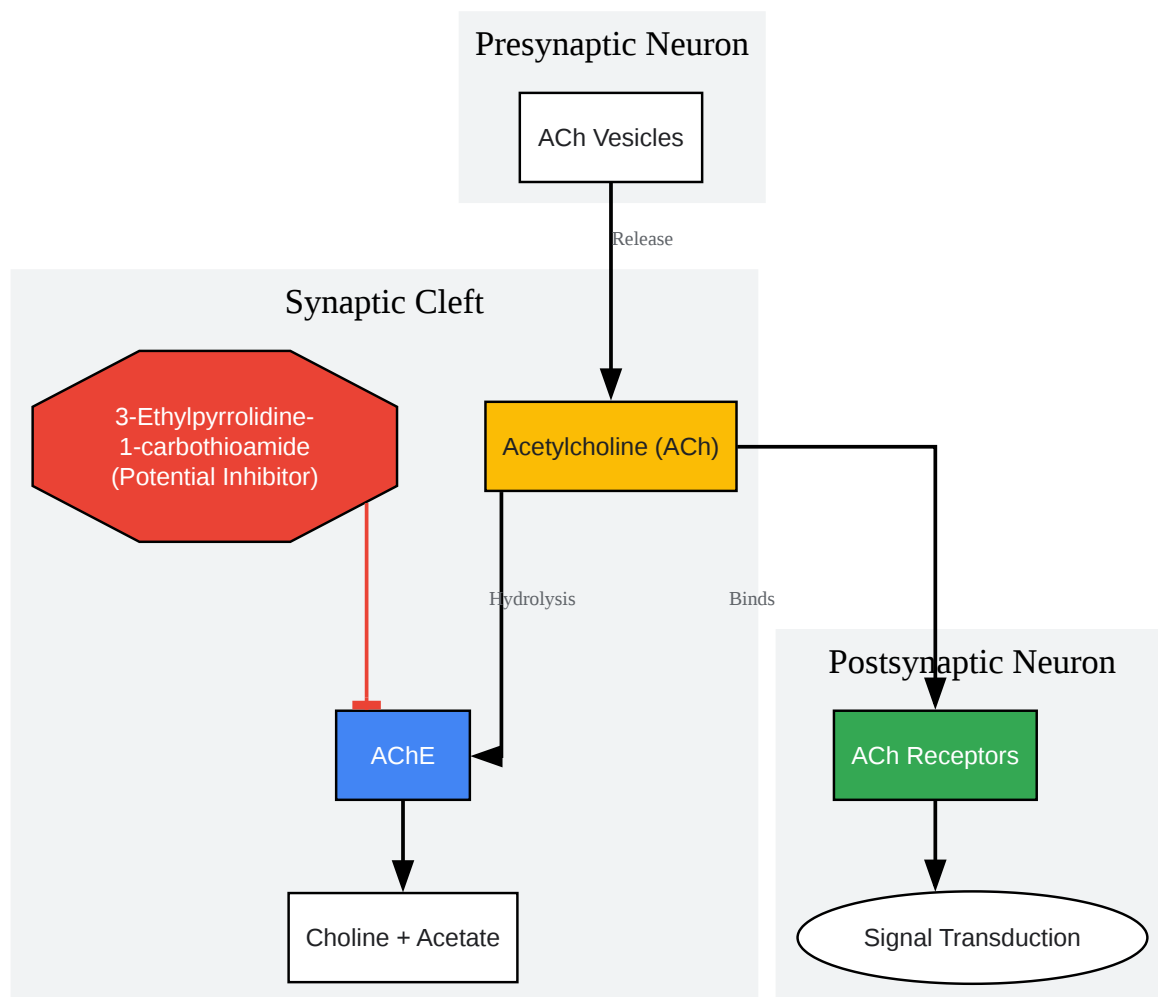 Presynaptic Neuron
ACh Vesicles
Release
Synaptic Cleft
3-Ethylpyrrolidine-
1-carbothioamide
(Potential Inhibitor)
Acetylcholine (ACh)
Hydrolysis
Binds
Postsynaptic Neuron
AChE
ACh Receptors
Choline + Acetate
Signal Transduction